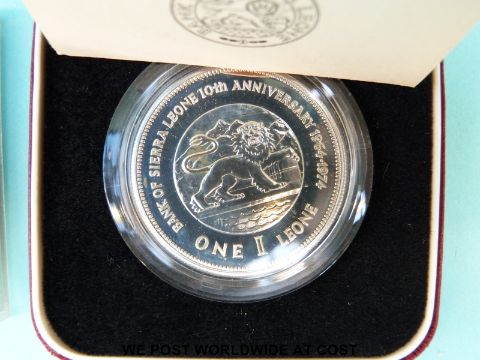 BANK OF SIERRA LEONE 10th ANNIVERSARY 1964-1974
ONE LEONE
WE POST WORLDWIDE AT COST